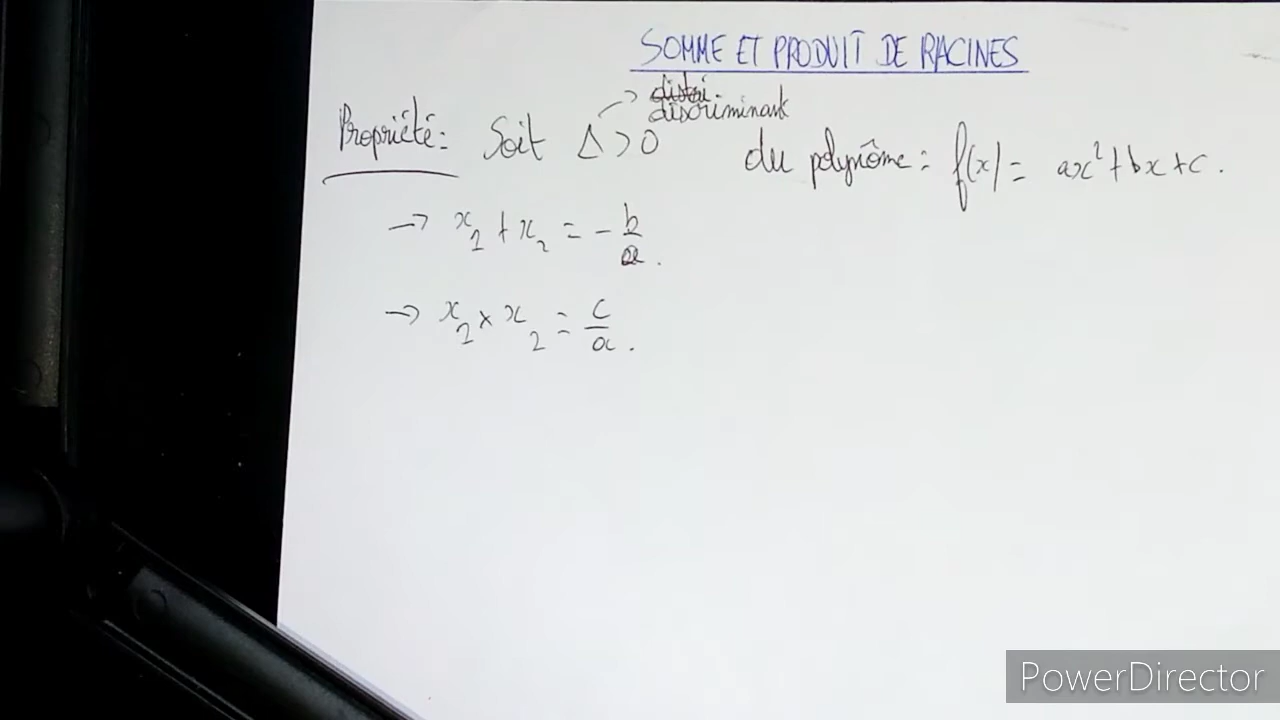 SOMME ET PRODUIT DE RACINES
discriminant
Propriété: Soit Δ>0 du polynôme: f(x)= ax²+bx+c.
→ x₁+x₂ = -b/a.
→ x₁×x₂ = c/a.
PowerDirector